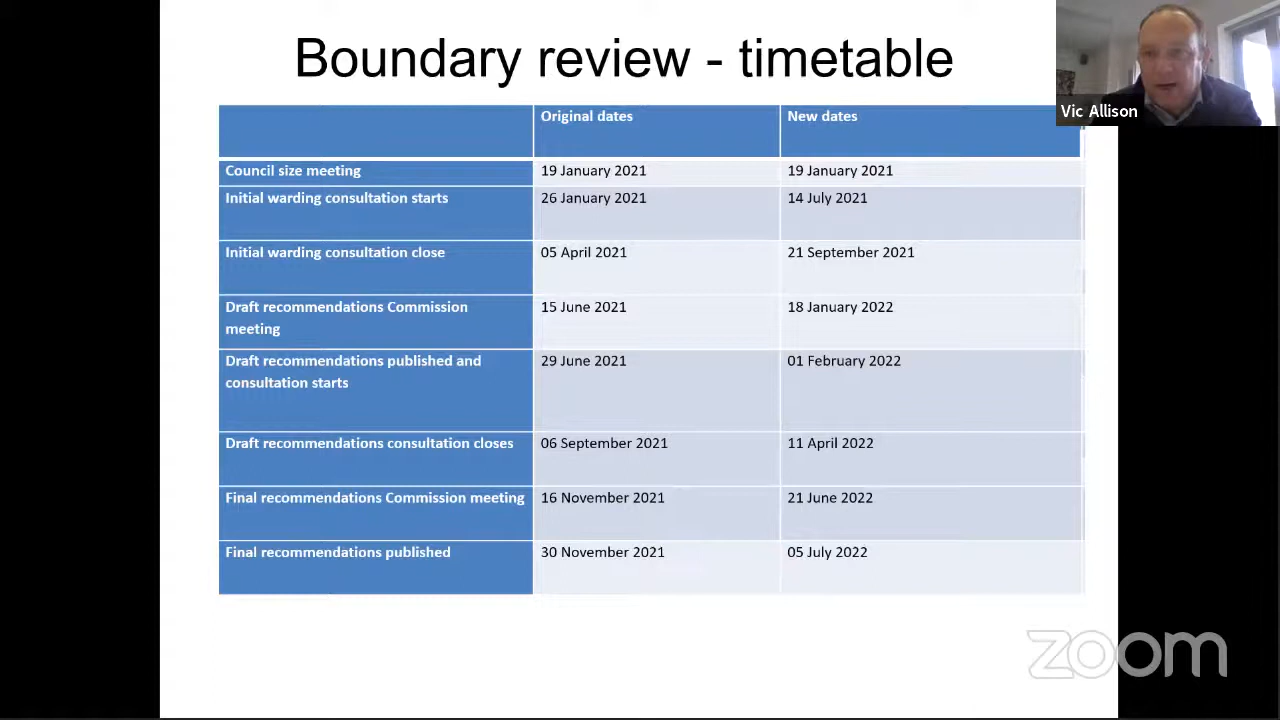 Boundary review - timetable
Vic Allison
Original dates New dates
Council size meeting 19 January 2021 19 January 2021
Initial warding consultation starts 26 January 2021 14 July 2021
Initial warding consultation close 05 April 2021 21 September 2021
Draft recommendations Commission 15 June 2021 18 January 2022
meeting
Draft recommendations published and 29 June 2021 01 February 2022
consultation starts
Draft recommendations consultation closes 06 September 2021 11 April 2022
Final recommendations Commission meeting 16 November 2021 21 June 2022
Final recommendations published 30 November 2021 05 July 2022
zoom